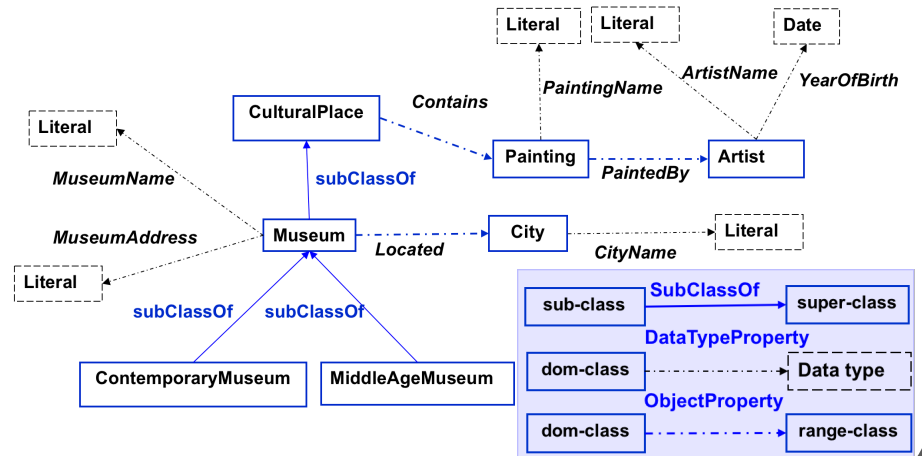 Literal
Literal
Date
PaintingName
ArtistName
YearOfBirth
CulturalPlace
Contains
Literal
Painting
PaintedBy
Artist
MuseumName
subClassOf
MuseumAddress
Museum
Located
City
CityName
Literal
Literal
subClassOf
subClassOf
ContemporaryMuseum
MiddleAgeMuseum
SubClassOf
sub-class
super-class
DataTypeProperty
dom-class
Data type
ObjectProperty
dom-class
range-class